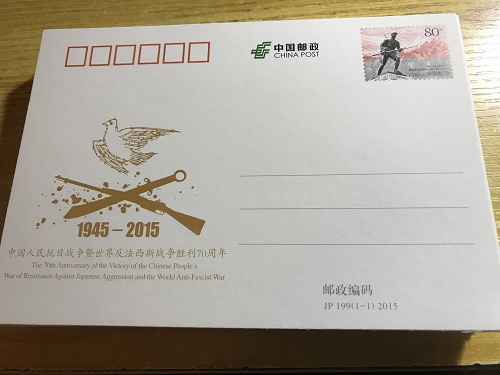 中国邮政
CHINA POST
80分
1945-2015
中国人民抗日战争暨世界反法西斯战争胜利70周年
The 70th Anniversary of the Victory of the Chinese People's
War of Resistance Against Japanese Aggression and the World Anti-Fascist War
邮政编码
JP 199(1-1) 2015